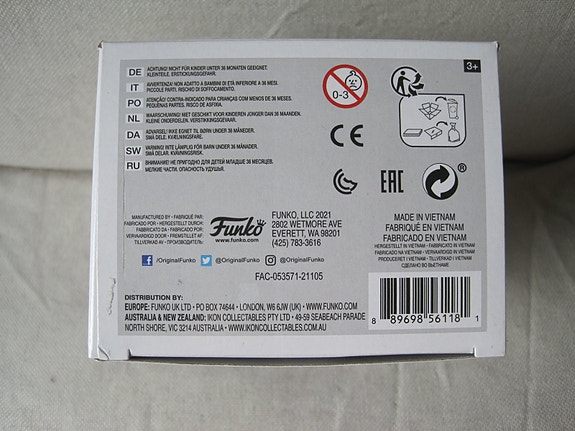 DE ACHTUNG! NICHT FÜR KINDER UNTER 36 MONATEN GEEIGNET.
KLEINTEILE, ERSTICKUNGSGEFAHR.
IT AVVERTENZA! NON ADATTO A BAMBINI DI ETÀ INFERIORE A 36 MESI.
PICCOLE PARTI, RISCHIO DI SOFFOCAMENTO.
PO ATENÇÃO! CONTRA-INDICADO PARA CRIANÇAS COM MENOS DE 36 MESES.
PEQUENAS PARTES, RISCO DE ASFIXIA.
NL WAARSCHUWING! NIET GESCHIKT VOOR KINDEREN JONGER DAN 36 MAANDEN.
KLEINE ONDERDELEN, VERSTIKKINGSGEVAAR.
DA ADVARSEL! IKKE EGNET TIL BØRN UNDER 36 MÅNEDER.
SMÅ DELE. KVÆLNINGSFARE.
SW VARNING! INTE LÄMPLIG FÖR BARN UNDER 36 MÅNADER.
SMÅ DELAR. KVÄVNINGSRISK.
RU ВНИМАНИЕ! НЕ ПРИГОДНО ДЛЯ ДЕТЕЙ МЛАДШЕ 36 МЕСЯЦЕВ.
МЕЛКИЕ ЧАСТИ, ОПАСНОСТЬ УДУШЬЯ.
0-3
3+
CE
EAC
®
MANUFACTURED BY • FABRIQUÉ PAR
FABRICADO POR • HERGESTELLT DURCH
FABRICATO DA • FABRICADO POR
VERVAARDIGD DOOR • FREMSTILLET AF
TILLVERKAD AV • ПРОИЗВОДИТЕЛЬ:
Funko
www.funko.com
FUNKO, LLC 2021
2802 WETMORE AVE
EVERETT, WA 98201
(425) 783-3616
MADE IN VIETNAM
FABRIQUÉ EN VIETNAM
FABRICADO EN VIETNAM
HERGESTELLT IN VIETNAM • FABBRICATO IN VIETNAM
FABRICADO NA VIETNAM • VERVAARDIGD IN VIETNAM
PRODUCERET I VIETNAM • TILLVERKAD I VIETNAM
СДЕЛАНО ВО ВЬЕТНАМЕ
f /OriginalFunko @OriginalFunko @OriginalFunko
FAC-053571-21105
DISTRIBUTION BY:
EUROPE: FUNKO UK LTD • PO BOX 74644 • LONDON, W6 6JW (UK) • WWW.FUNKO.COM
AUSTRALIA & NEW ZEALAND: IKON COLLECTABLES PTY LTD • 49-59 SEABEACH PARADE
NORTH SHORE, VIC 3214 AUSTRALIA • WWW.IKONCOLLECTABLES.COM.AU
8 89698 56118 1